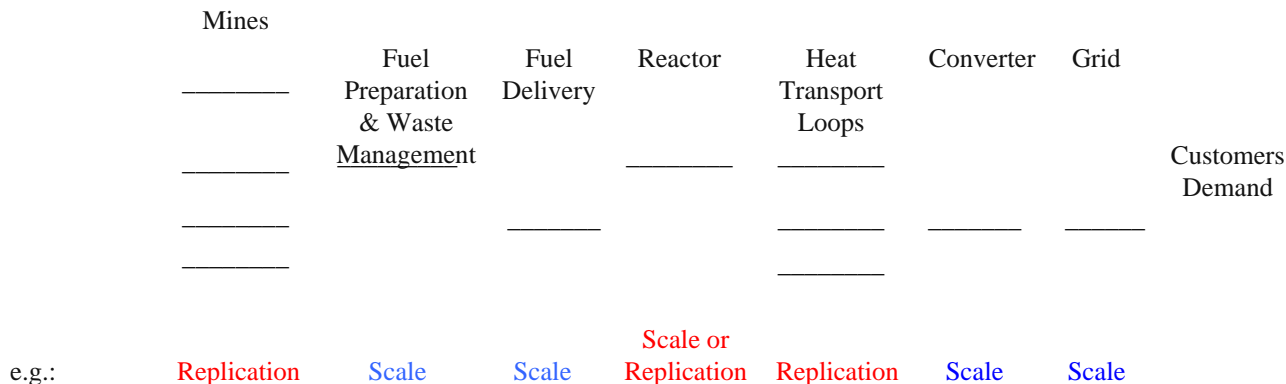 Mines
Fuel
Preparation
& Waste
Management
Fuel
Delivery
Reactor
Heat
Transport
Loops
Converter
Grid
Customers
Demand
e.g.:
Replication
Scale
Scale
Scale or
Replication
Replication
Scale
Scale